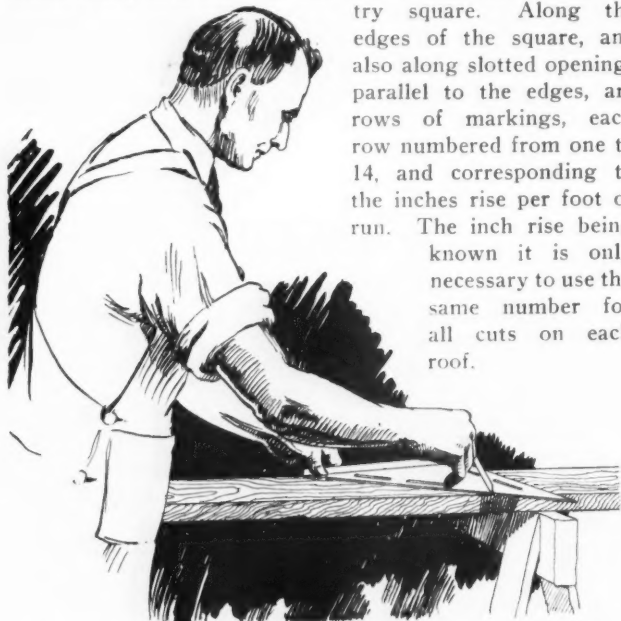 try square. Along th
edges of the square, an
also along slotted opening
parallel to the edges, ar
rows of markings, eac
row numbered from one t
14, and corresponding t
the inches rise per foot o
run. The inch rise bein
known it is onl
necessary to use th
same number fo
all cuts on eac
roof.